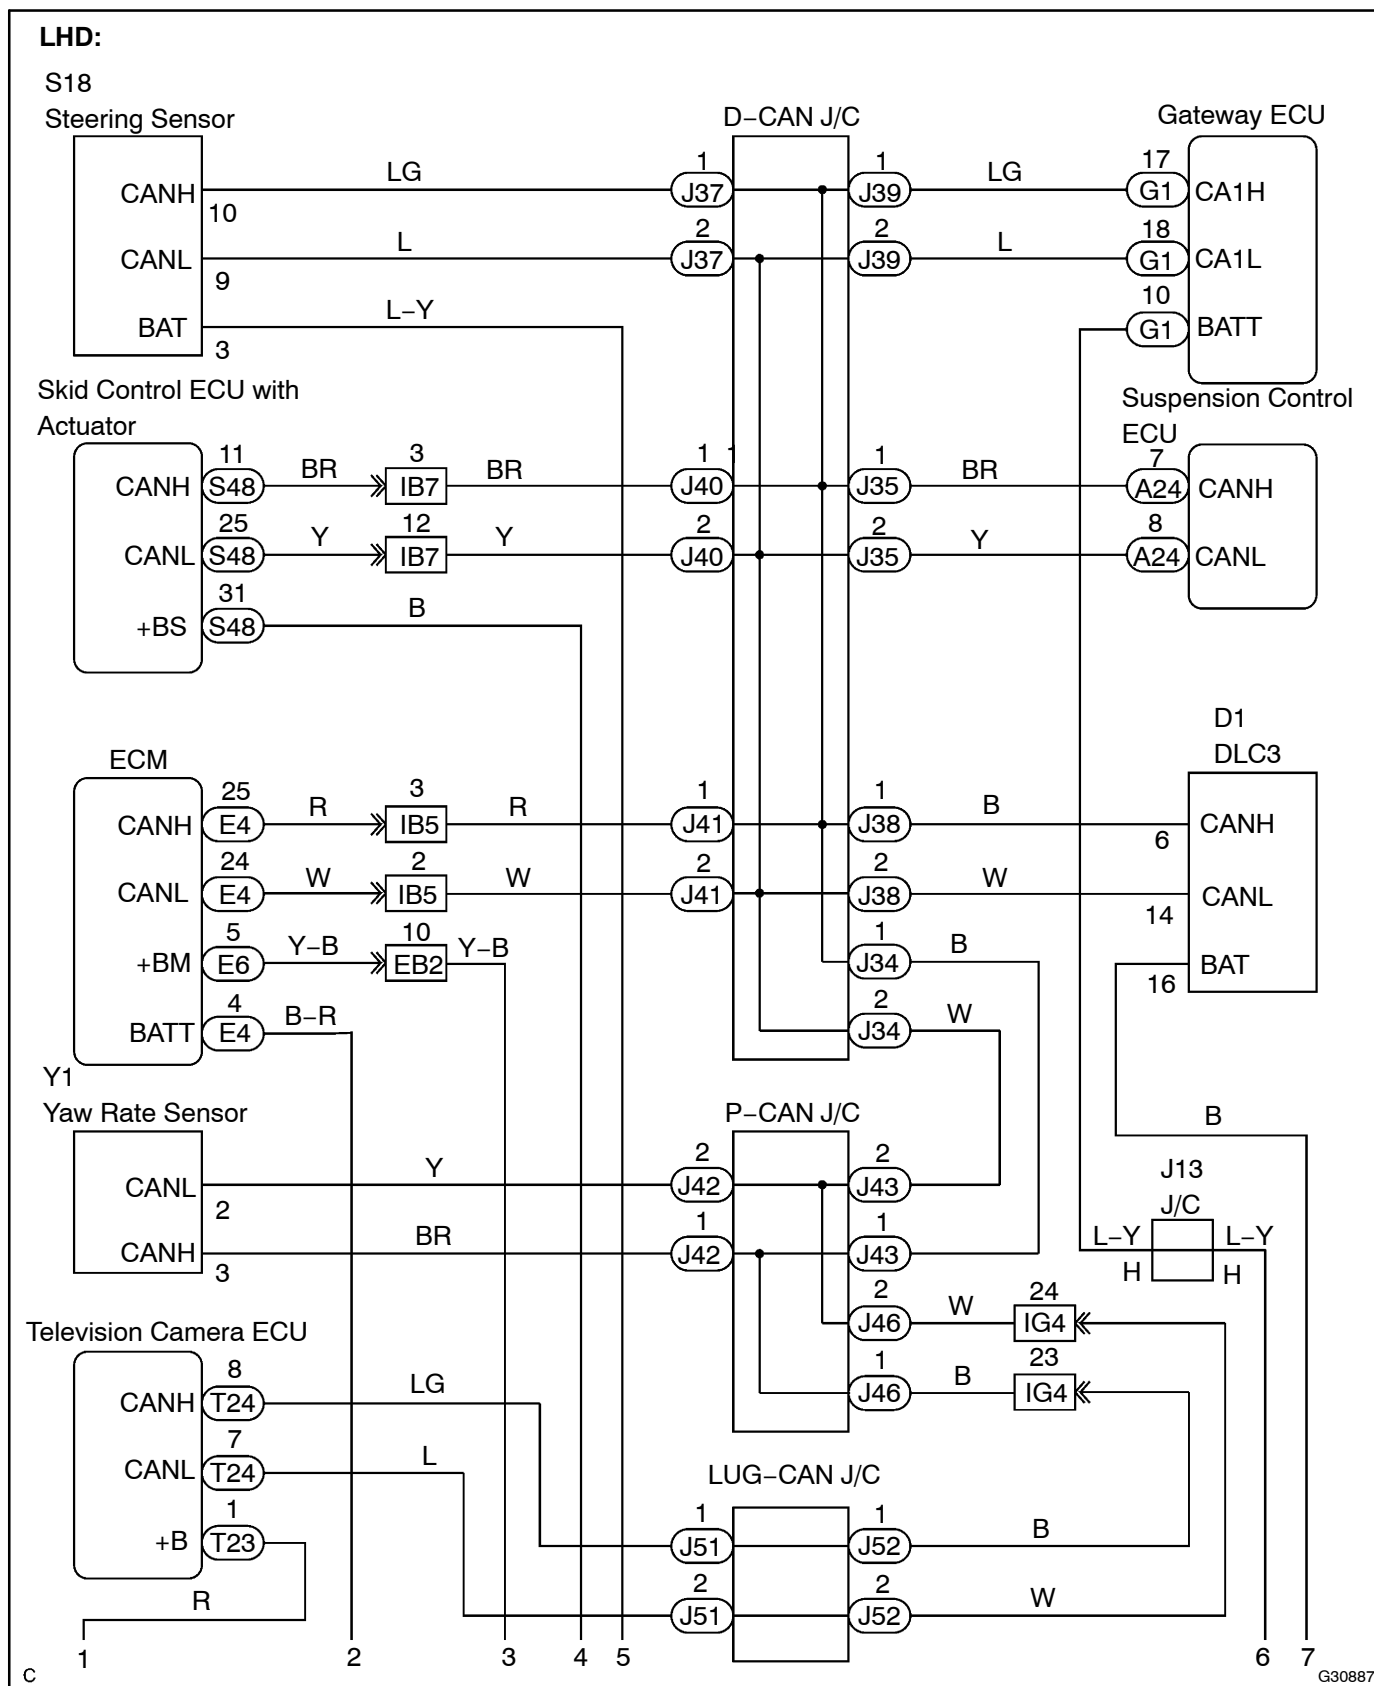 LHD:
S18
Steering Sensor
D−CAN J/C
Gateway ECU
CANH
10
LG
1
J37
1
J39
LG
17
G1
CA1H
CANL
9
L
2
J37
2
J39
L
18
G1
CA1L
BAT
3
L−Y
10
G1
BATT
Skid Control ECU with
Actuator
Suspension Control
ECU
CANH
11
S48
BR
3
IB7
BR
1
1
J40
1
J35
BR
7
A24
CANH
CANL
25
S48
Y
12
IB7
Y
2
J40
2
J35
Y
8
A24
CANL
+BS
31
S48
B
D1
DLC3
ECM
CANH
25
E4
R
3
IB5
R
1
J41
1
J38
B
6
CANH
CANL
24
E4
W
2
IB5
W
2
J41
2
J38
W
14
CANL
+BM
5
E6
Y−B
10
EB2
Y−B
1
J34
B
16
BAT
BATT
4
E4
B−R
2
J34
W
Y1
Yaw Rate Sensor
P−CAN J/C
B
CANL
2
Y
2
J42
2
J43
J13
J/C
CANH
3
BR
1
J42
1
J43
L−Y
H
L−Y
H
2
J46
W
24
IG4
Television Camera ECU
1
J46
B
23
IG4
CANH
8
T24
LG
CANL
7
T24
L
LUG−CAN J/C
+B
1
T23
1
J51
1
J52
B
R
2
J51
2
J52
W
1
2
3
4
5
6
7
C
G30887